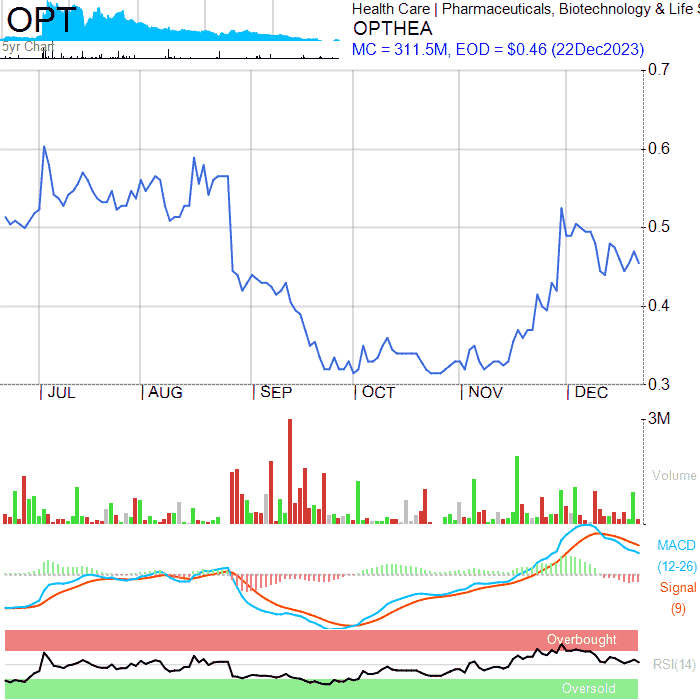 OPT
5yr Chart
Health Care | Pharmaceuticals, Biotechnology & Life S
OPTHEA
MC = 311.5M, EOD = $0.46 (22Dec2023)
0.7
0.6
0.5
0.4
0.3
JUL AUG SEP OCT NOV DEC
3M
Volume
MACD
(12-26)
Signal
(9)
Overbought
RSI(14)
Oversold